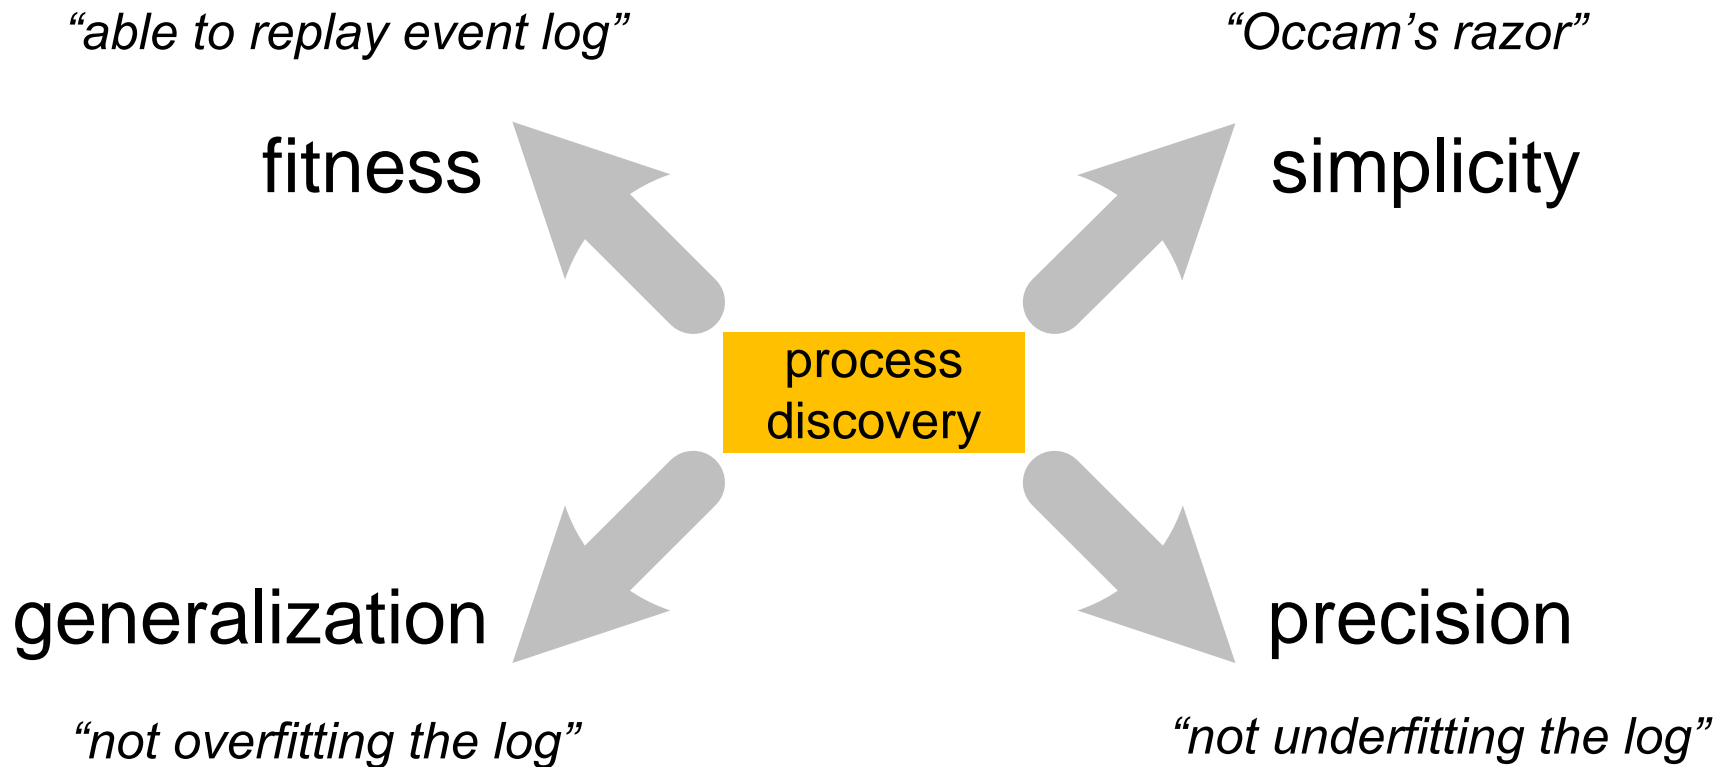 “able to replay event log”
“Occam’s razor”
fitness
simplicity
process
discovery
generalization
precision
“not overfitting the log”
“not underfitting the log”